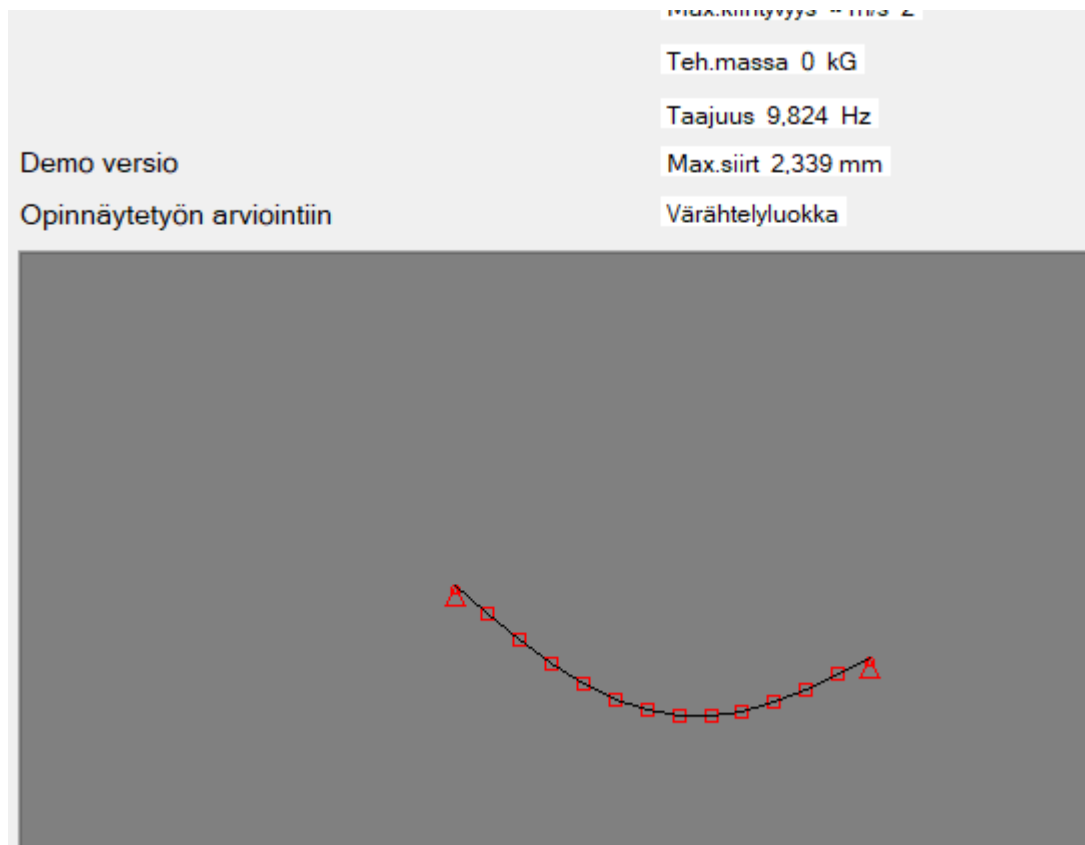 Teh.massa 0 kG
Taajuus 9,824 Hz
Demo versio
Max.siirt 2,339 mm
Opinnäytetyön arviointiin
Värähtelyluokka